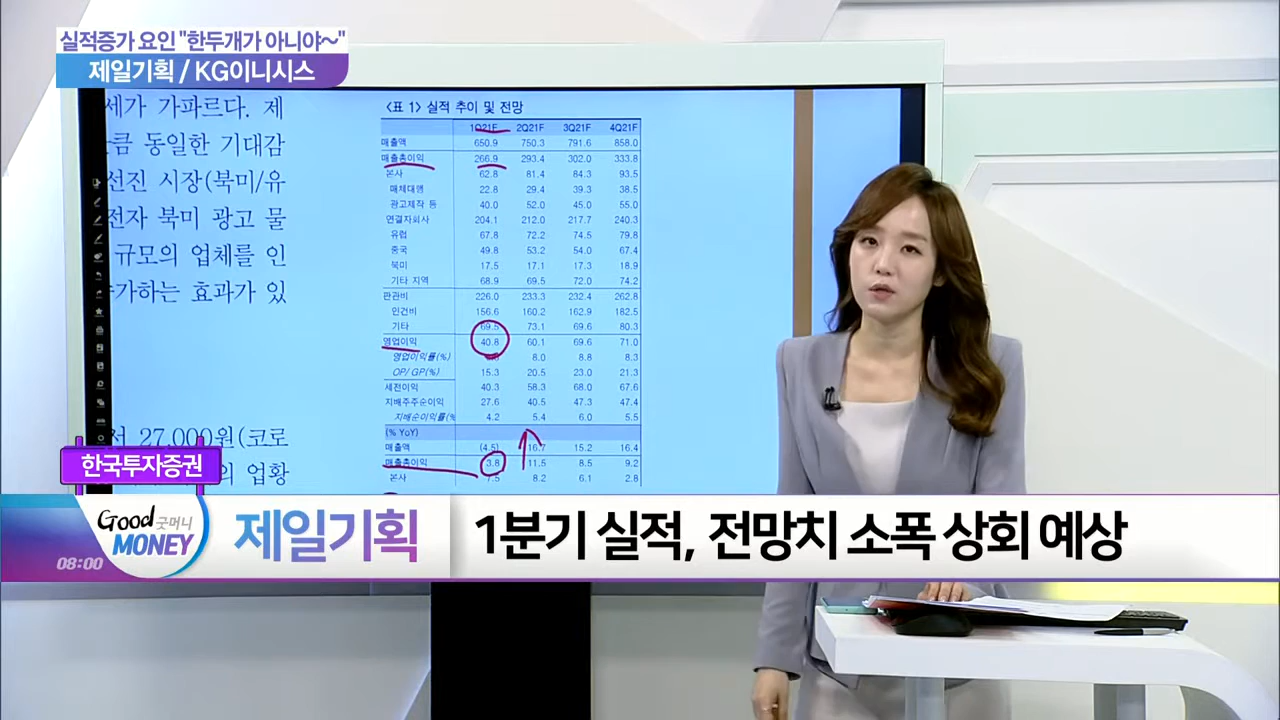 실적증가 요인 "한두개가 아니야~"
제일기획 / KG이니시스
세가 가파르다. 제
큼 동일한 기대감
선진 시장(북미/유
전자 북미 광고 물
규모의 업체를 인
가하는 효과가 있
27,000원(코로
의 업황
<표 1> 실적 추이 및 전망
1Q21F 2Q21F 3Q21F 4Q21F
매출액 650.9 750.3 791.6 858.0
매출총이익 266.9 293.4 302.0 333.8
본사 62.8 81.4 84.3 93.5
매체대행 22.8 29.4 39.3 38.5
광고제작 등 40.0 52.0 45.0 55.0
연결자회사 204.1 212.0 217.7 240.3
유럽 67.8 72.2 74.5 79.8
중국 49.8 53.2 54.0 67.4
북미 17.5 17.1 17.3 18.9
기타 지역 68.9 69.5 72.0 74.2
판관비 226.0 233.3 232.4 262.8
인건비 156.6 160.2 162.9 182.5
기타 69.5 73.1 69.6 80.3
영업이익 40.8 60.1 69.6 71.0
영업이익률(%) 8.0 8.8 8.3
OP/ GP(%) 15.3 20.5 23.0 21.3
세전이익 40.3 58.3 68.0 67.6
지배주주순이익 27.6 40.5 47.3 47.4
지배순이익률(% 4.2 5.4 6.0 5.5
(% YoY)
매출액 (4.5) 16.7 15.2 16.4
매출총이익 3.8 11.5 8.5 9.2
본사 7.5 8.2 6.1 2.8
한국투자증권
Good 굿머니
MONEY
08:00
제일기획
1분기 실적, 전망치 소폭 상회 예상